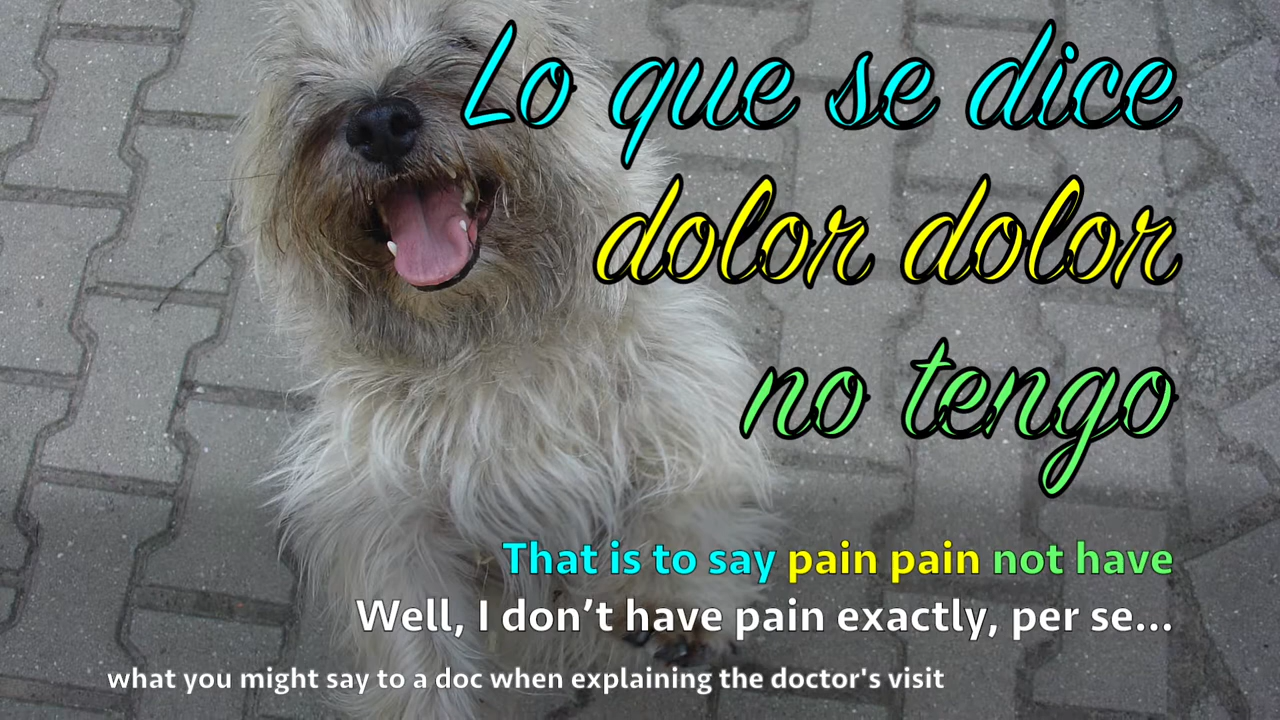 Lo que se dice
dolor dolor
no tengo
That is to say pain pain not have
Well, I don’t have pain exactly, per se...
what you might say to a doc when explaining the doctor's visit